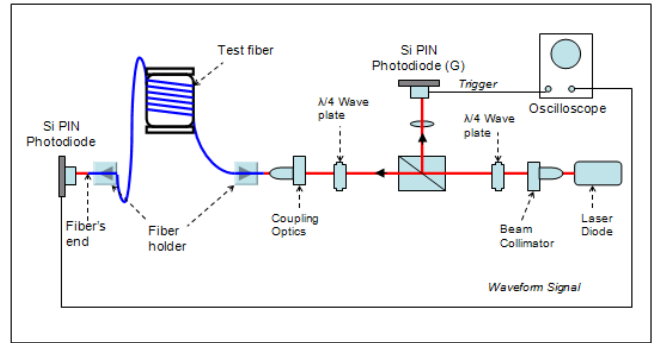 Test fiber
Si PIN
Photodiode (G)
Trigger
Oscilloscope
λ/4 Wave
plate
λ/4 Wave
plate
Si PIN
Photodiode
Fiber's
end
Fiber
holder
Coupling
Optics
Beam
Collimator
Laser
Diode
Waveform Signal